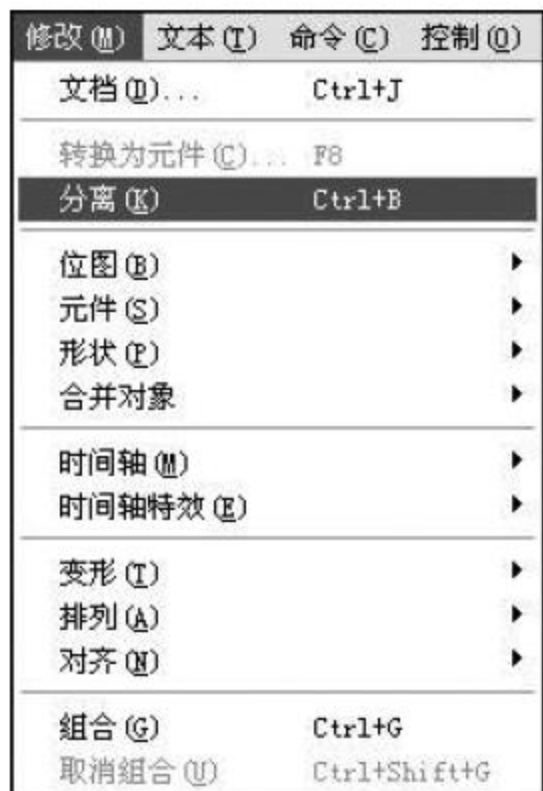 修改(M) 文本(T) 命令(C) 控制(O)
文档(D)... Ctrl+J
转换为元件(C)... F8
分离(K) Ctrl+B
位图(B)
元件(S)
形状(P)
合并对象
时间轴(M)
时间轴特效(E)
变形(T)
排列(A)
对齐(N)
组合(G) Ctrl+G
取消组合(U) Ctrl+Shift+G